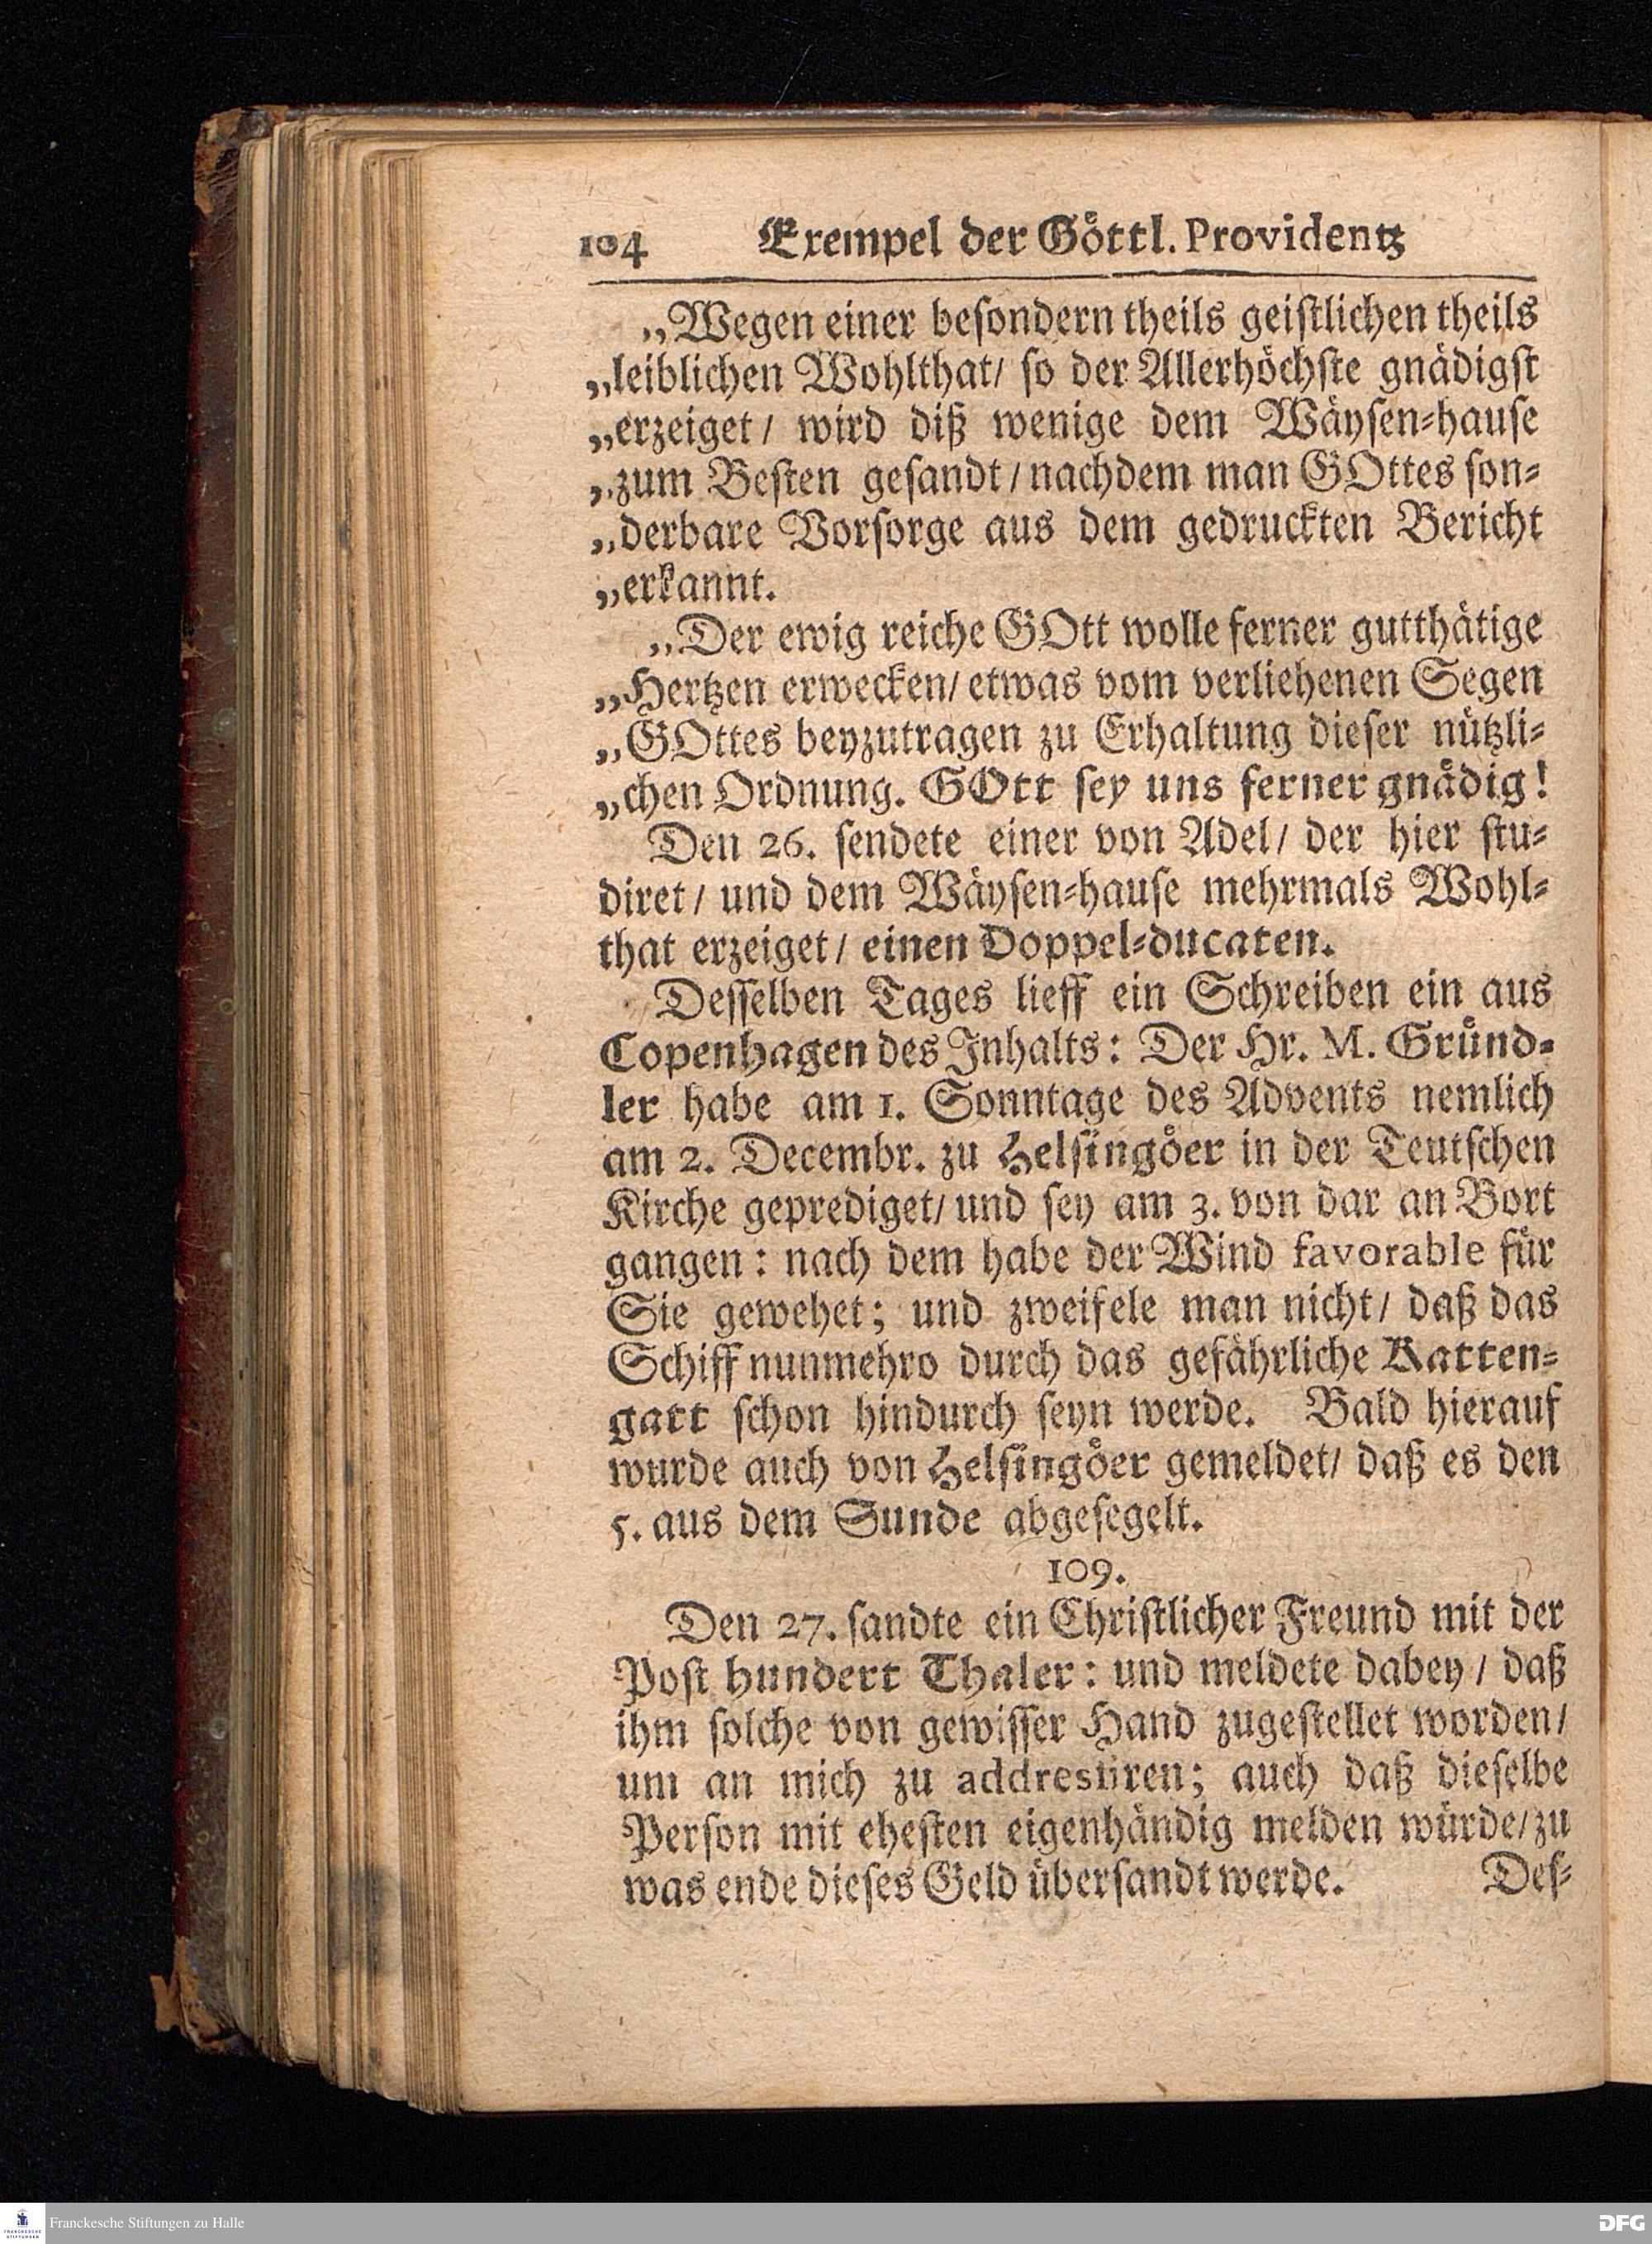 104 Exempel der Göttl. Providentz
„Wegen einer besondern theils geistlichen theils
„leiblichen Wohlthat/ so der Allerhöchste gnädigst
„erzeiget/ wird diß wenige dem Wäysen-hause
„zum Besten gesandt/ nachdem man GOttes son-
„derbare Vorsorge aus dem gedruckten Bericht
„erkannt.
„Der ewig reiche GOtt wolle ferner gutthätige
„Hertzen erwecken/ etwas vom verliehenen Segen
„GOttes beyzutragen zu Erhaltung dieser nützli-
„chen Ordnung. GOtt sey uns ferner gnädig!
Den 26. sendete einer von Adel/ der hier stu-
diret/ und dem Wäysen-hause mehrmals Wohl-
that erzeiget/ einen Doppel-ducaten.
Desselben Tages lieff ein Schreiben ein aus
Copenhagen des Inhalts: Der Hr. M. Gründ-
ler habe am 1. Sonntage des Advents nemlich
am 2. Decembr. zu Helsingöer in der Teutschen
Kirche geprediget/ und sey am 3. von dar an Bort
gangen: nach dem habe der Wind favorable für
Sie gewehet; und zweifele man nicht/ daß das
Schiff nunmehro durch das gefährliche Katten-
gatt schon hindurch seyn werde. Bald hierauf
wurde auch von Helsingöer gemeldet/ daß es den
5. aus dem Sunde abgesegelt.
109.
Den 27. sandte ein Christlicher Freund mit der
Post hundert Thaler: und meldete dabey/ daß
ihm solche von gewisser Hand zugestellet worden/
um an mich zu addressiren; auch daß dieselbe
Person mit ehesten eigenhändig melden würde/ zu
was ende dieses Geld übersandt werde. Des-
FRANCKESCHE
STIFTUNGEN
Franckesche Stiftungen zu Halle
DFG